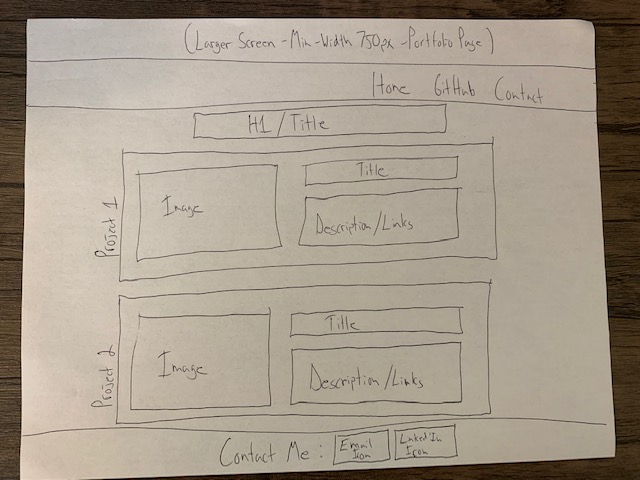 (Larger Screen - Min-Width 750px - Portfolio Page)
Home GitHub Contact
H1 / Title
Project 1
Image
Title
Description/Links
Project 2
Image
Title
Description/Links
Contact Me :
Email
Icon
LinkedIn
Icon